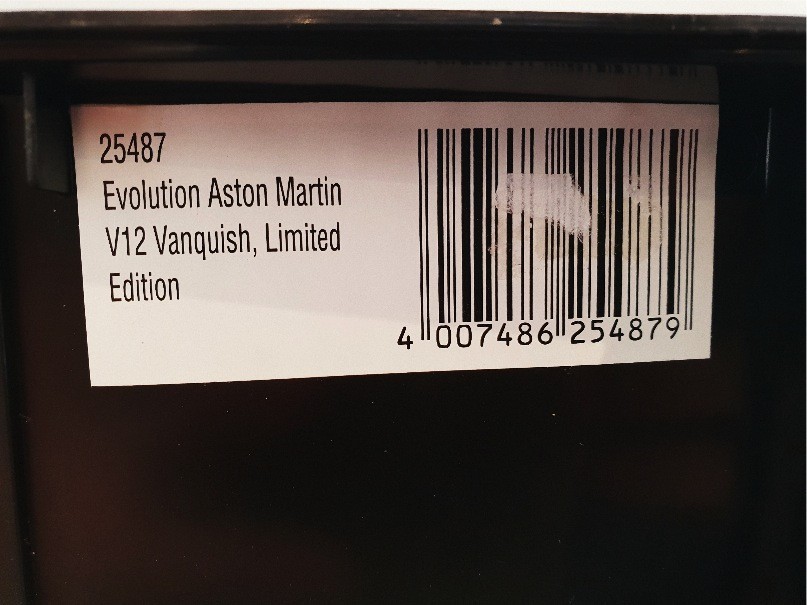 25487
Evolution Aston Martin
V12 Vanquish, Limited
Edition
4 007486 254879